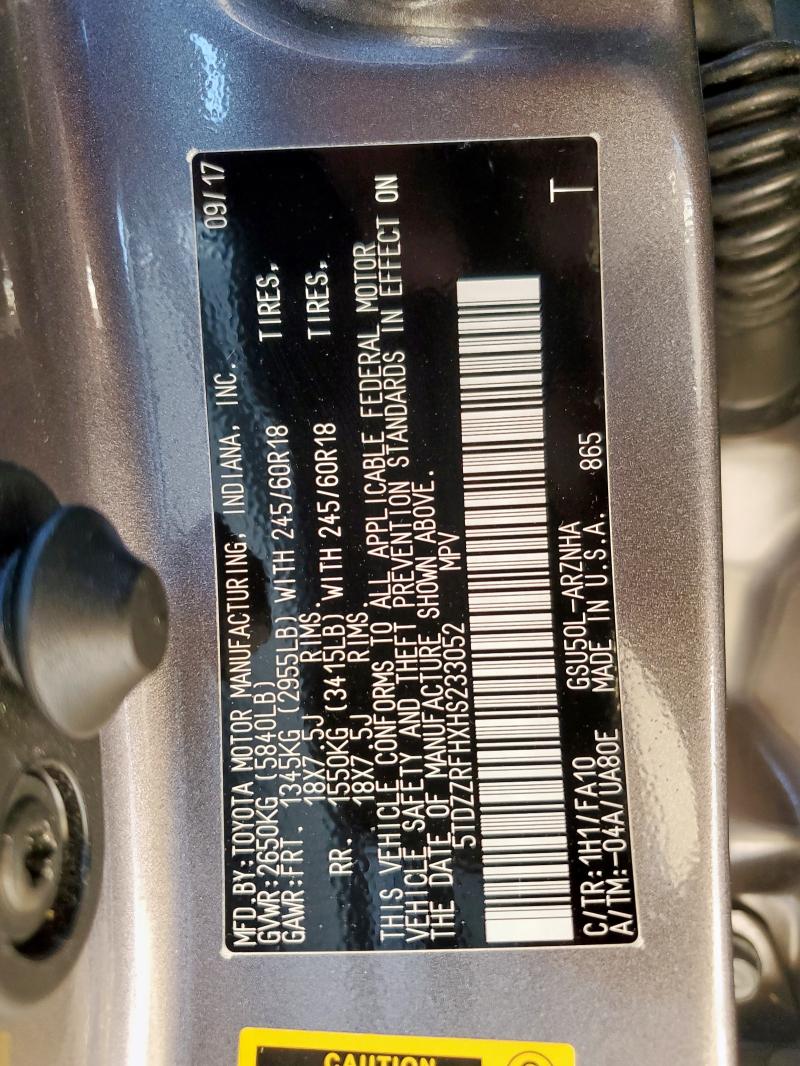 MFD.BY:TOYOTA MOTOR MANUFACTURING, INDIANA, INC. 09/17
GVWR:2650KG (5840LB)
GAWR:FRT. 1345KG (2955LB) WITH 245/60R18 TIRES,
18X7.5J RIMS.
RR. 1550KG (3415LB) WITH 245/60R18 TIRES,
18X7.5J RIMS.
THIS VEHICLE CONFORMS TO ALL APPLICABLE FEDERAL MOTOR
VEHICLE SAFETY AND THEFT PREVENTION STANDARDS IN EFFECT ON
THE DATE OF MANUFACTURE SHOWN ABOVE.
5TDZZRFHXHS233052 MPV
C/TR:1H1/FA10 GSU50L-ARZNHA T
A/TM:-04A/UA80E MADE IN U.S.A. 865
CAUTION